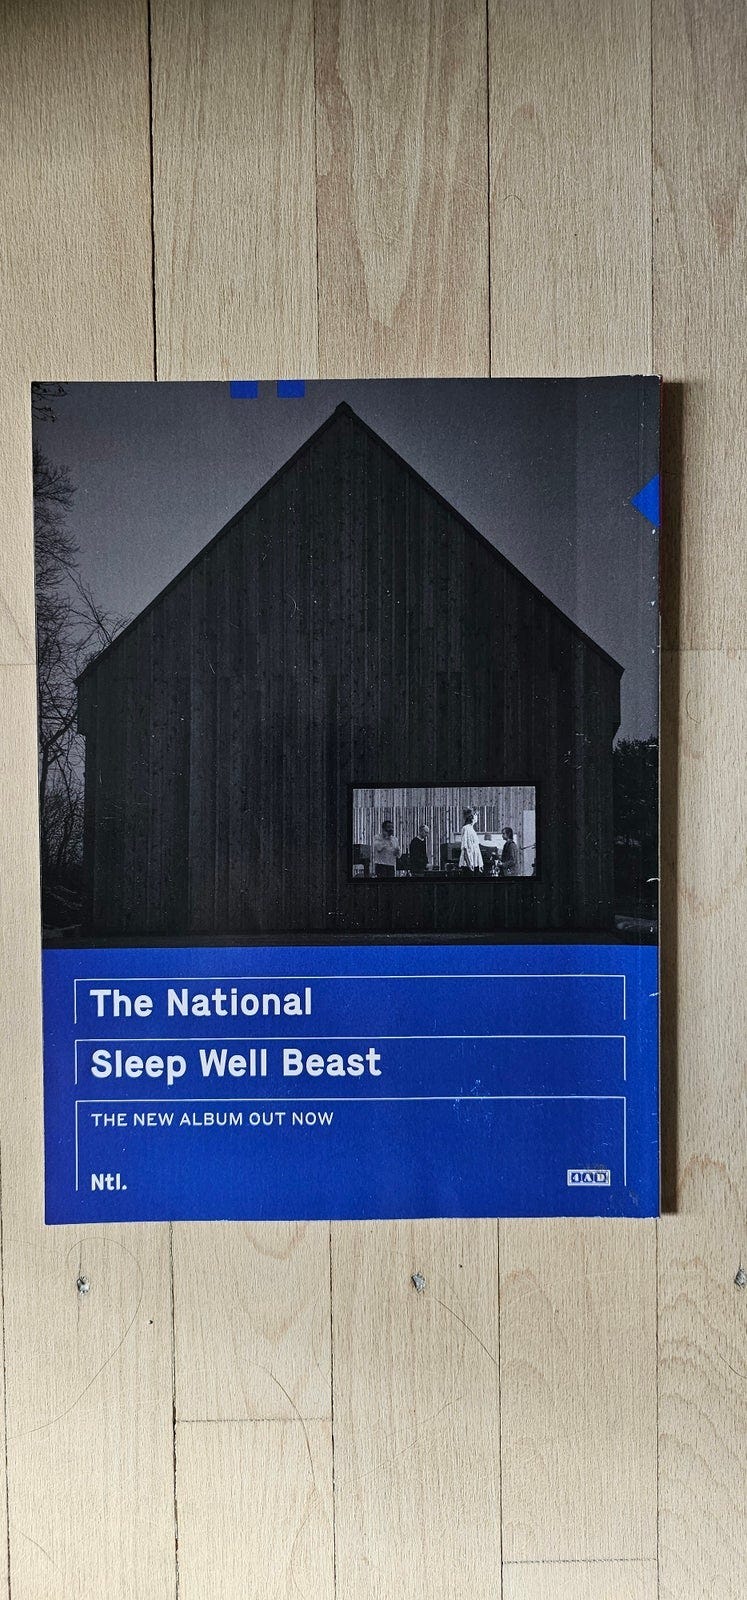 The National
Sleep Well Beast
THE NEW ALBUM OUT NOW
Ntl.
4AD